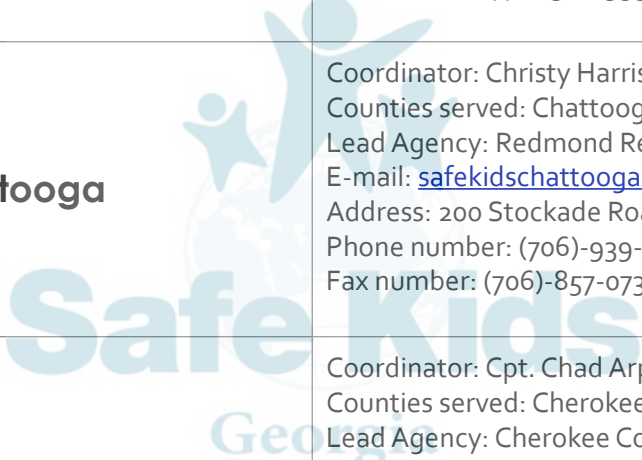 tooga
Coordinator: Christy Harris
Counties served: Chattoog
Lead Agency: Redmond Re
E-mail: safekidschattooga
Address: 200 Stockade Roa
Phone number: (706)-939-
Fax number: (706)-857-073
Safe Kids
Georgia
Coordinator: Cpt. Chad Arp
Counties served: Cherokee
Lead Agency: Cherokee Co